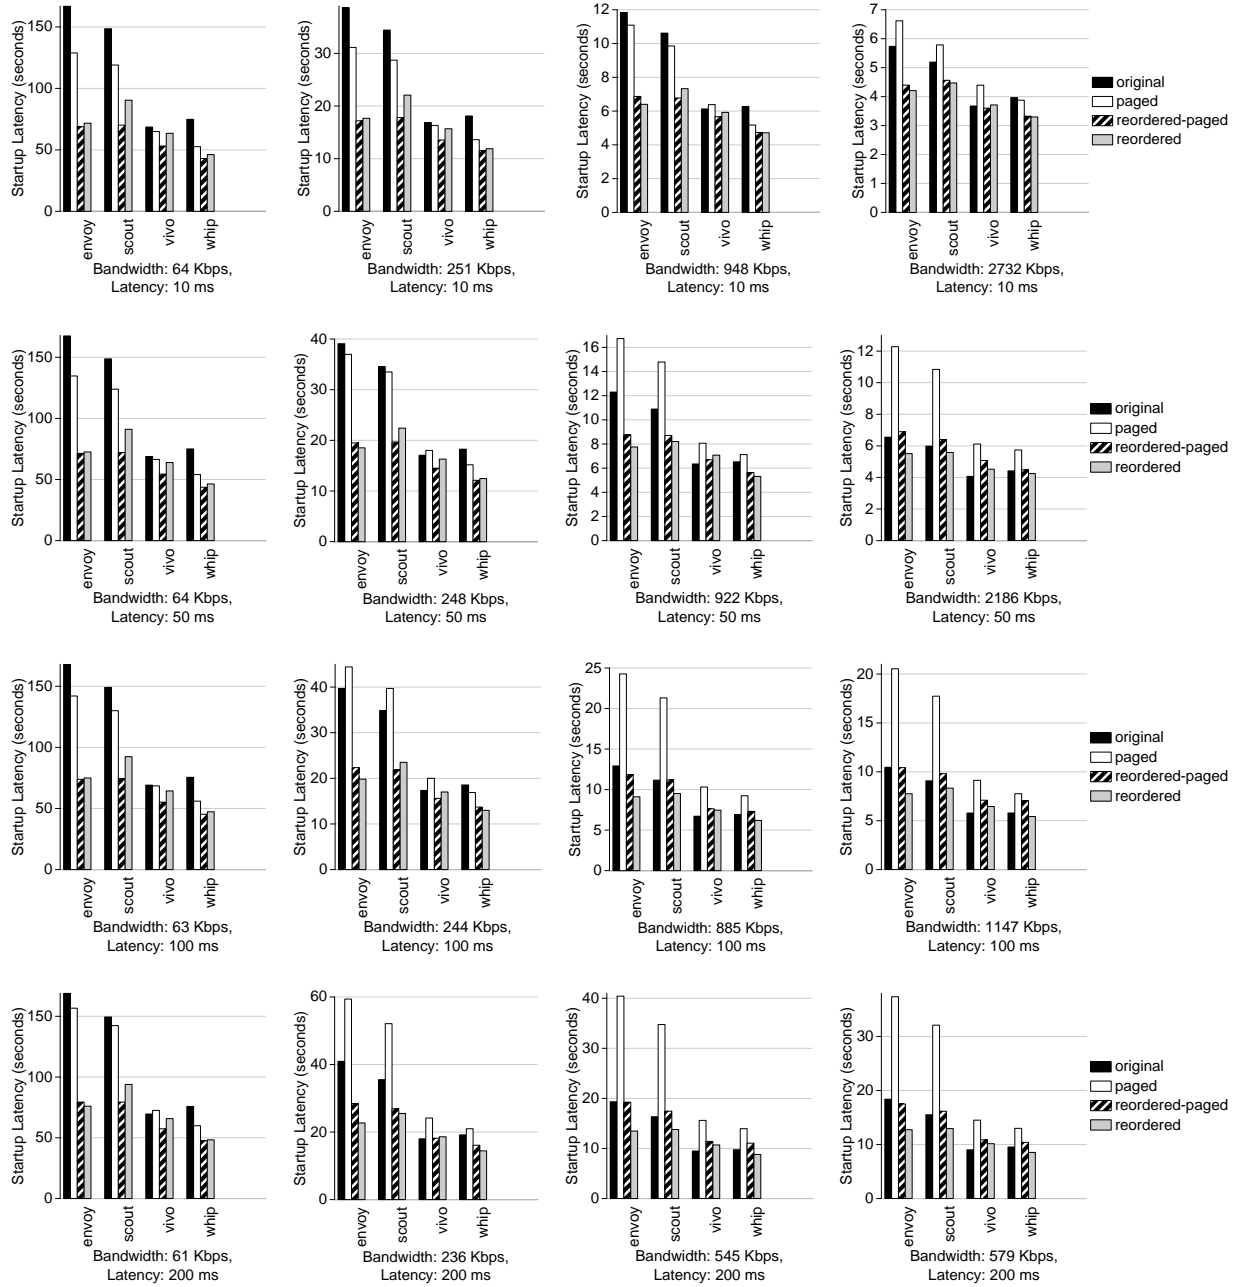 Startup Latency (seconds)
150
100
50
0
envoy
scout
vivo
whip
Bandwidth: 64 Kbps,
Latency: 10 ms
Startup Latency (seconds)
30
20
10
0
envoy
scout
vivo
whip
Bandwidth: 251 Kbps,
Latency: 10 ms
Startup Latency (seconds)
12
10
8
6
4
2
0
envoy
scout
vivo
whip
Bandwidth: 948 Kbps,
Latency: 10 ms
Startup Latency (seconds)
7
6
5
4
3
2
1
0
envoy
scout
vivo
whip
Bandwidth: 2732 Kbps,
Latency: 10 ms
original
paged
reordered-paged
reordered
Startup Latency (seconds)
150
100
50
0
envoy
scout
vivo
whip
Bandwidth: 64 Kbps,
Latency: 50 ms
Startup Latency (seconds)
40
30
20
10
0
envoy
scout
vivo
whip
Bandwidth: 248 Kbps,
Latency: 50 ms
Startup Latency (seconds)
16
14
12
10
8
6
4
2
0
envoy
scout
vivo
whip
Bandwidth: 922 Kbps,
Latency: 50 ms
Startup Latency (seconds)
12
10
8
6
4
2
0
envoy
scout
vivo
whip
Bandwidth: 2186 Kbps,
Latency: 50 ms
original
paged
reordered-paged
reordered
Startup Latency (seconds)
150
100
50
0
envoy
scout
vivo
whip
Bandwidth: 63 Kbps,
Latency: 100 ms
Startup Latency (seconds)
40
30
20
10
0
envoy
scout
vivo
whip
Bandwidth: 244 Kbps,
Latency: 100 ms
Startup Latency (seconds)
25
20
15
10
5
0
envoy
scout
vivo
whip
Bandwidth: 885 Kbps,
Latency: 100 ms
Startup Latency (seconds)
20
15
10
5
0
envoy
scout
vivo
whip
Bandwidth: 1147 Kbps,
Latency: 100 ms
original
paged
reordered-paged
reordered
Startup Latency (seconds)
150
100
50
0
envoy
scout
vivo
whip
Bandwidth: 61 Kbps,
Latency: 200 ms
Startup Latency (seconds)
60
40
20
0
envoy
scout
vivo
whip
Bandwidth: 236 Kbps,
Latency: 200 ms
Startup Latency (seconds)
40
30
20
10
0
envoy
scout
vivo
whip
Bandwidth: 545 Kbps,
Latency: 200 ms
Startup Latency (seconds)
30
20
10
0
envoy
scout
vivo
whip
Bandwidth: 579 Kbps,
Latency: 200 ms
original
paged
reordered-paged
reordered